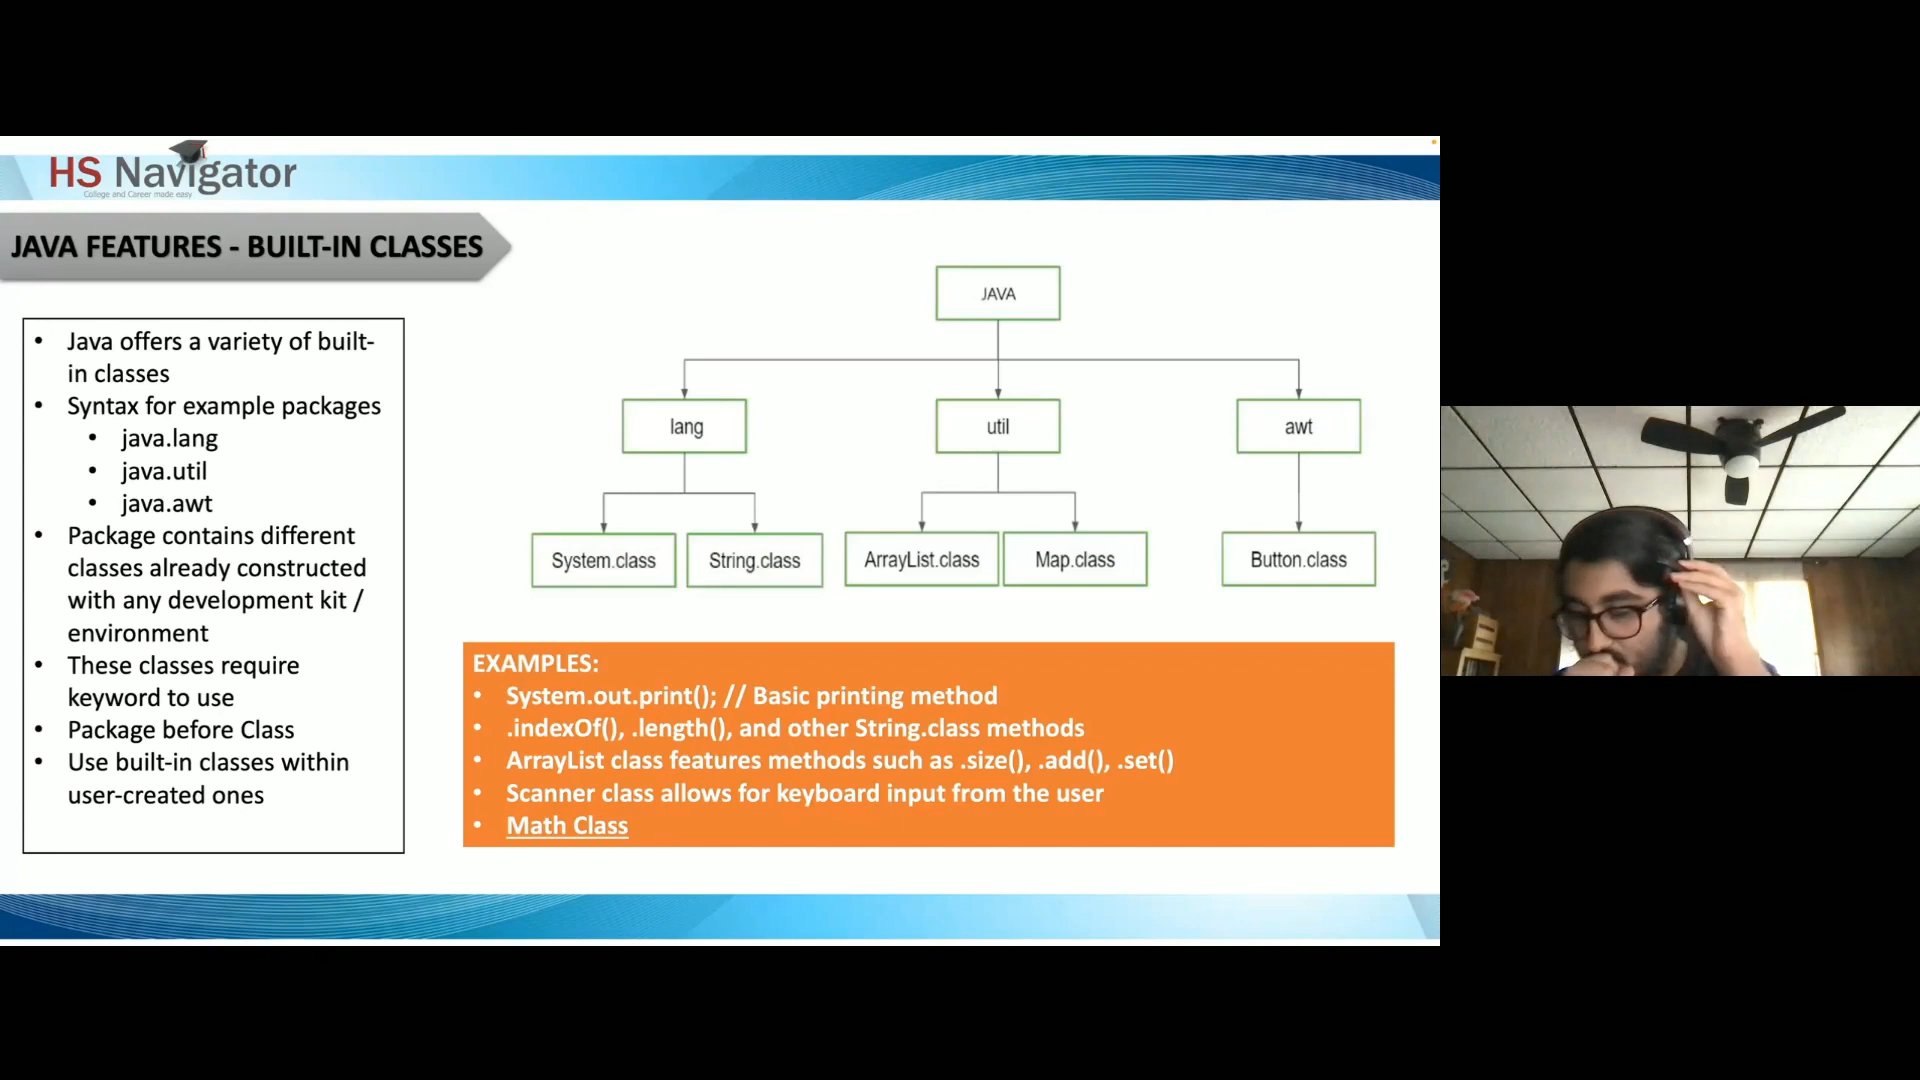 HS Navigator
College and Career made easy
JAVA FEATURES - BUILT-IN CLASSES
• Java offers a variety of built-
in classes
• Syntax for example packages
• java.lang
• java.util
• java.awt
• Package contains different
classes already constructed
with any development kit /
environment
• These classes require
keyword to use
• Package before Class
• Use built-in classes within
user-created ones
JAVA
lang
util
awt
System.class
String.class
ArrayList.class
Map.class
Button.class
EXAMPLES:
• System.out.print(); // Basic printing method
• .indexOf(), .length(), and other String.class methods
• ArrayList class features methods such as .size(), .add(), .set()
• Scanner class allows for keyboard input from the user
• Math Class